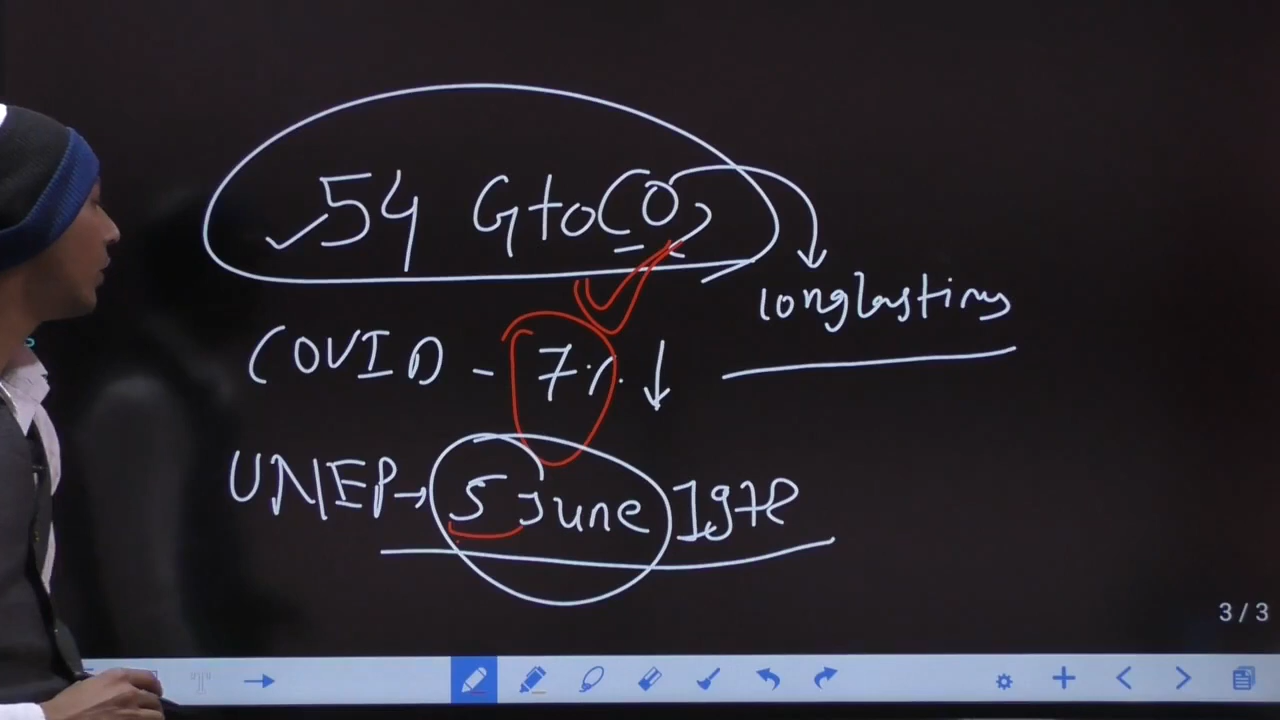 54 GtoCO2
longlasting
COVID - 7% ↓
UNEP → 5 June 1972
3 / 3